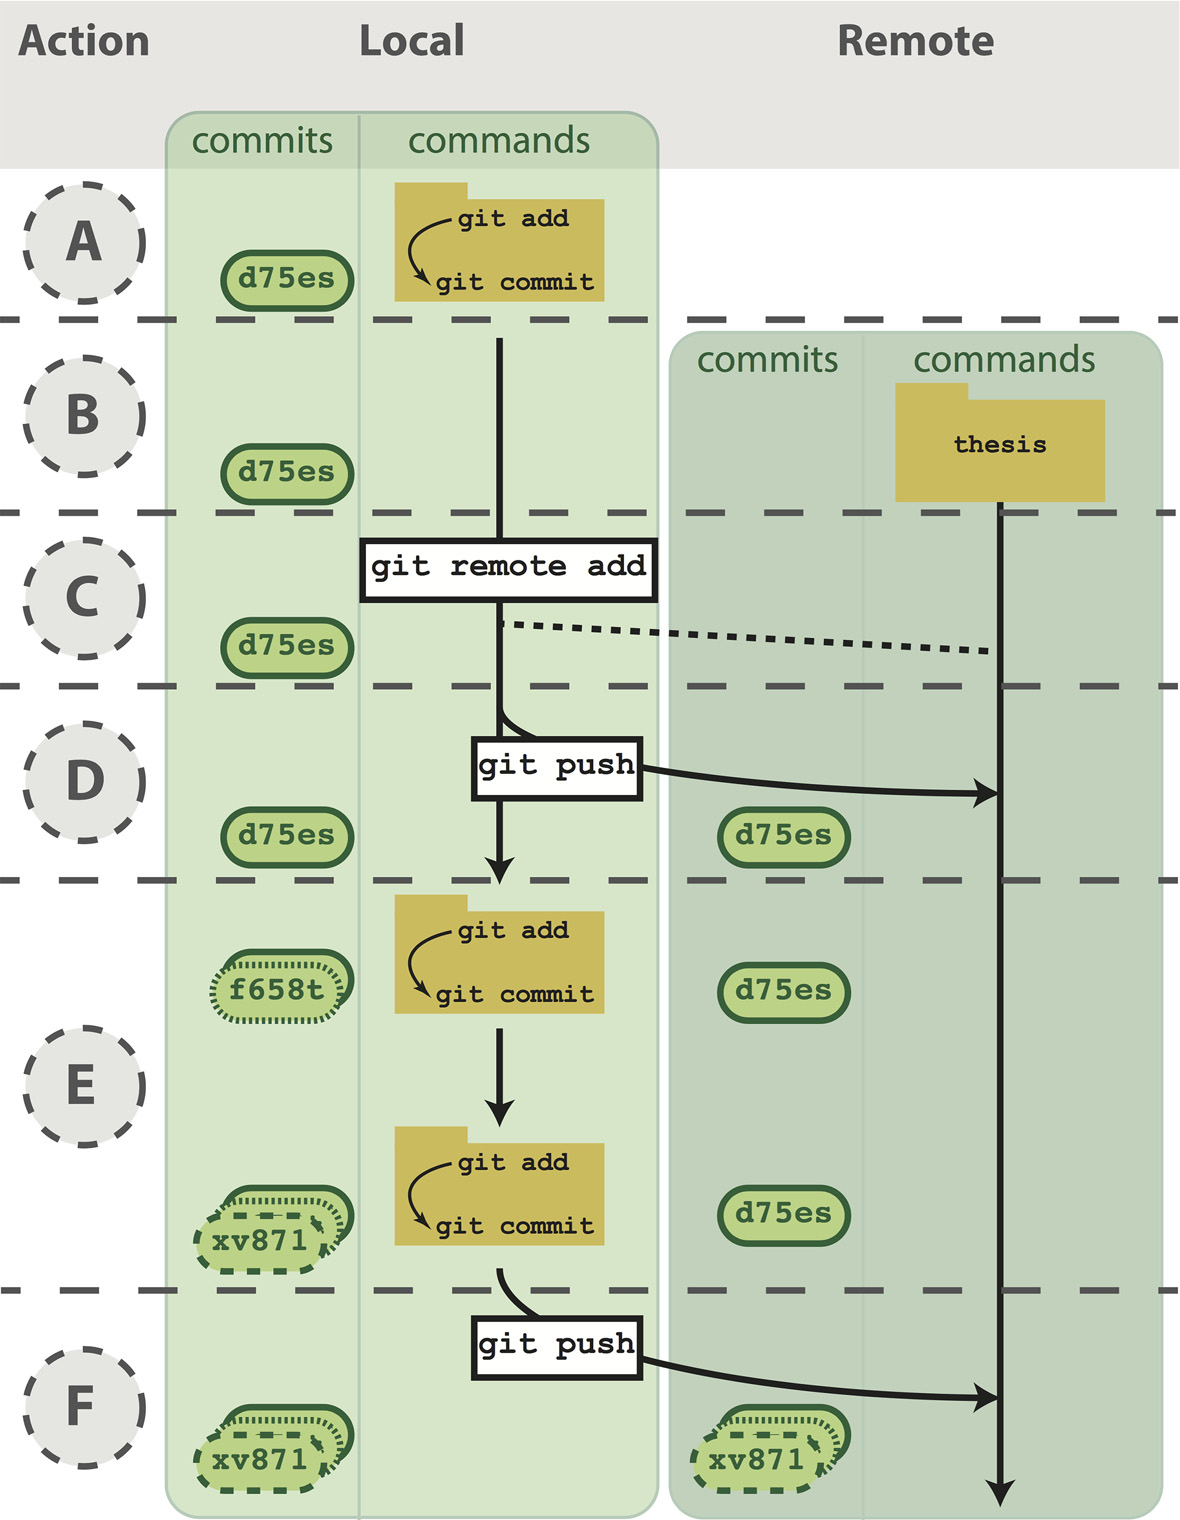 Action Local Remote
commits commands
A
git add
d75es git commit
commits commands
B
thesis
d75es
C
git remote add
d75es
D
git push
d75es d75es
git add
f658t git commit d75es
E
git add
xv871 git commit d75es
git push
F
xv871 xv871